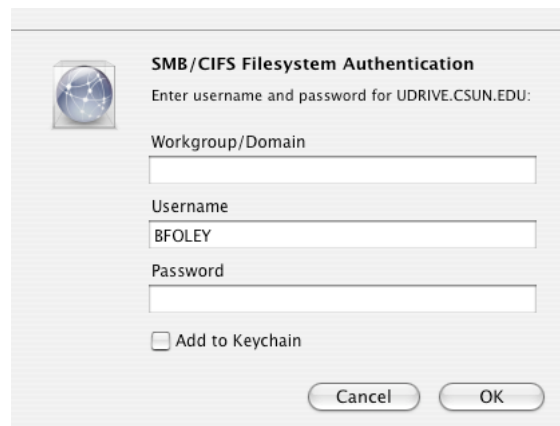 SMB/CIFS Filesystem Authentication
Enter username and password for UDRIVE.CSUN.EDU:
Workgroup/Domain
Username
BFOLEY
Password
Add to Keychain
Cancel OK